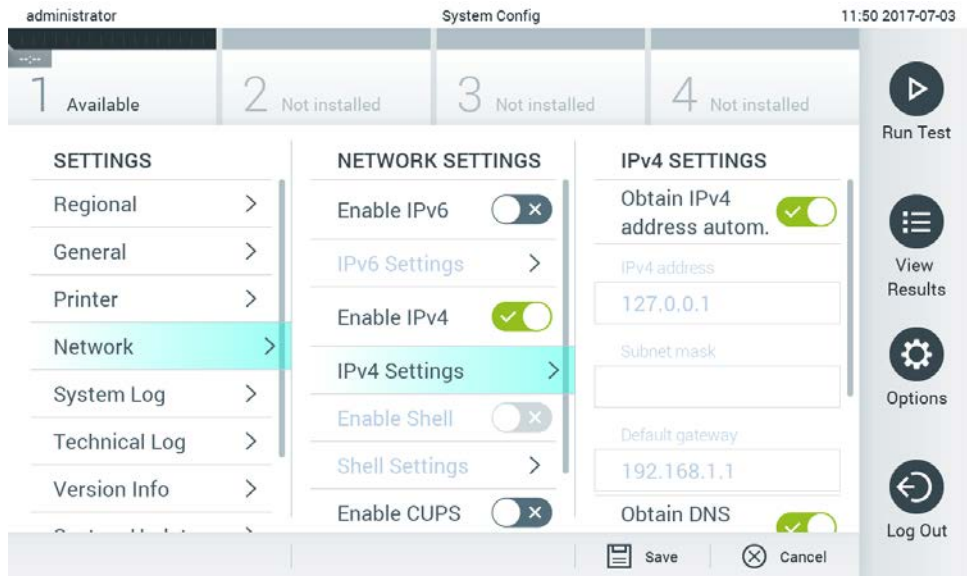 administrator
System Config
11:50 2017-07-03
--:--
1 Available
2 Not installed
3 Not installed
4 Not installed
SETTINGS
Regional
General
Printer
Network
System Log
Technical Log
Version Info
NETWORK SETTINGS
Enable IPv6
IPv6 Settings
Enable IPv4
IPv4 Settings
Enable Shell
Shell Settings
Enable CUPS
IPv4 SETTINGS
Obtain IPv4
address autom.
IPv4 address
127.0.0.1
Subnet mask
Default gateway
192.168.1.1
Obtain DNS
Run Test
View
Results
Options
Log Out
Save
Cancel